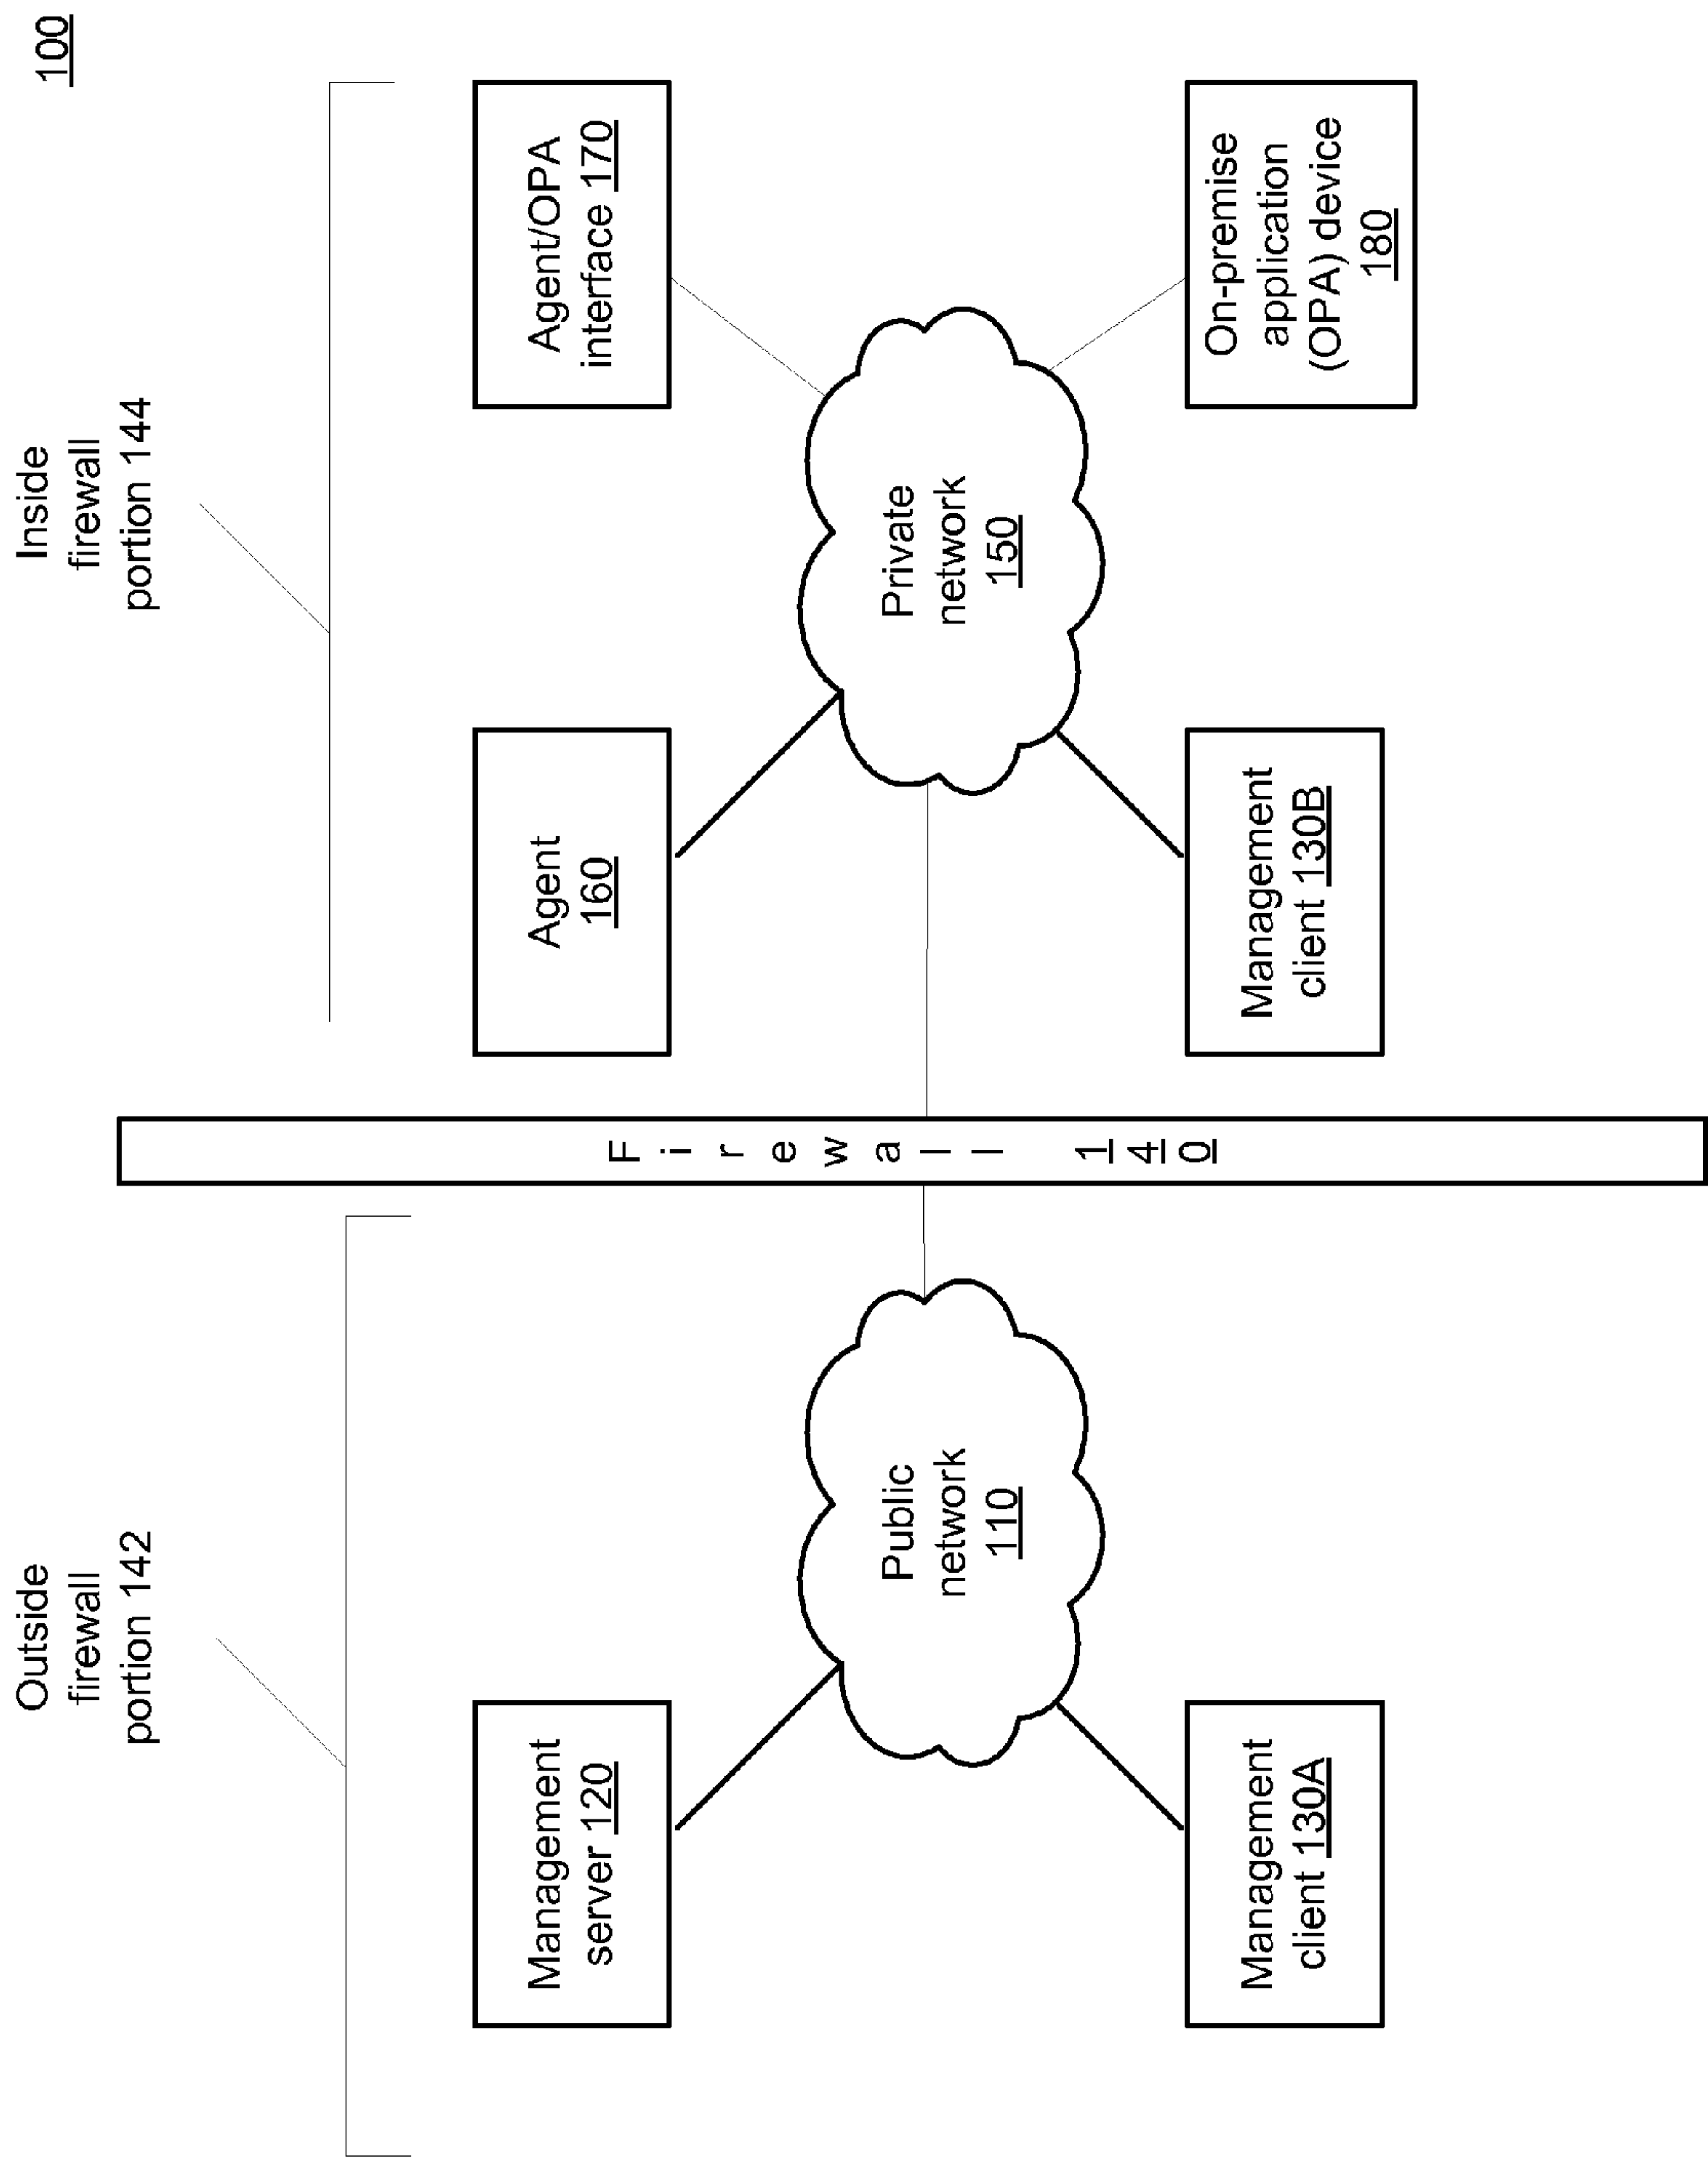 100
Outside
firewall
portion 142
Inside
firewall
portion 144
Management
server 120
Agent
160
Agent/OPA
interface 170
Public
network
110
Firewall 140
Private
network
150
Management
client 130A
Management
client 130B
On-premise
application
(OPA) device
180